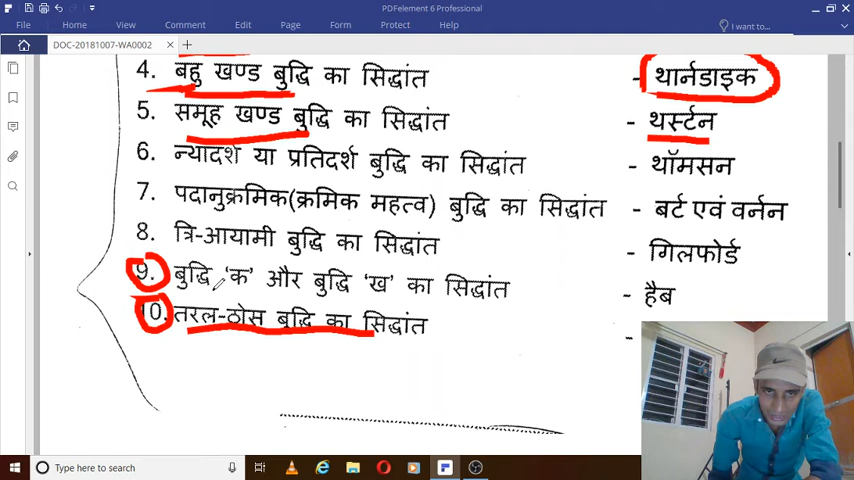 PDFelement 6 Professional
File Home View Comment Edit Page Form Protect Share I want to...
DOC-20181007-WA0002
4. बहु खण्ड बुद्धि का सिद्धांत - थार्नडाइक
5. समूह खण्ड बुद्धि का सिद्धांत - थर्स्टन
6. न्यादर्श या प्रतिदर्श बुद्धि का सिद्धांत - थॉमसन
7. पदानुक्रमिक(क्रमिक महत्व) बुद्धि का सिद्धांत - बर्ट एवं वर्नन
8. त्रि-आयामी बुद्धि का सिद्धांत - गिलफोर्ड
9. बुद्धि 'क' और बुद्धि 'ख' का सिद्धांत - हैब
10. तरल-ठोस बुद्धि का सिद्धांत -
Type here to search